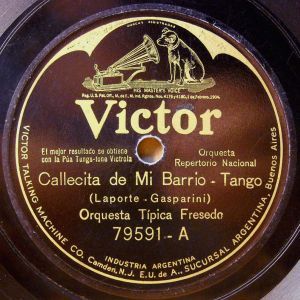 MARCAS REGISTRADAS
HIS MASTER'S VOICE
Victor
El mejor resultado se obtiene
con la Púa Tungs-tone Victrola
Orquesta
Repertorio Nacional
Callecita de Mi Barrio - Tango
(Laporte - Gasparini)
Orquesta Típica Fresedo
79591 - A
INDUSTRIA ARGENTINA
VICTOR TALKING MACHINE CO. Camden, N.J. E.U. de A., SUCURSAL ARGENTINA, Buenos Aires